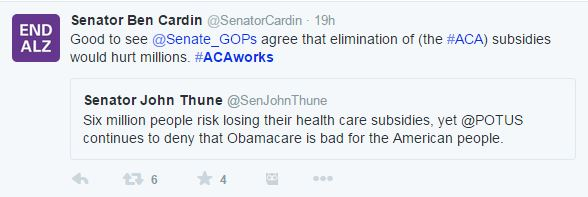 END
ALZ
Senator Ben Cardin @SenatorCardin · 19h
Good to see @Senate_GOPs agree that elimination of (the #ACA) subsidies
would hurt millions. #ACAworks
Senator John Thune @SenJohnThune
Six million people risk losing their health care subsidies, yet @POTUS
continues to deny that Obamacare is bad for the American people.
6 4